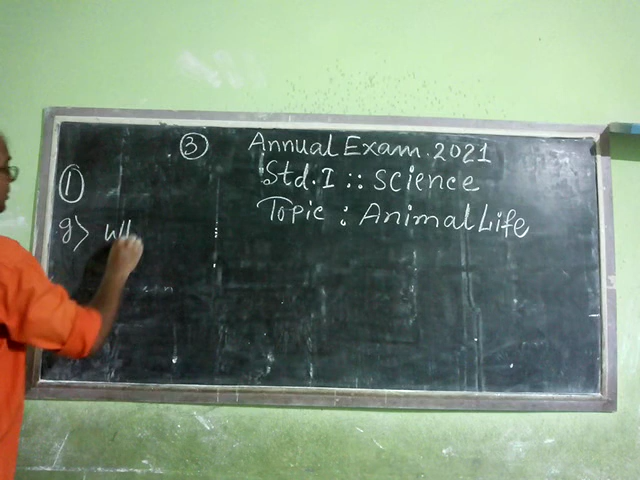 ③ Annual Exam. 2021
Std. I :: Science
Topic : Animal Life
①
g>